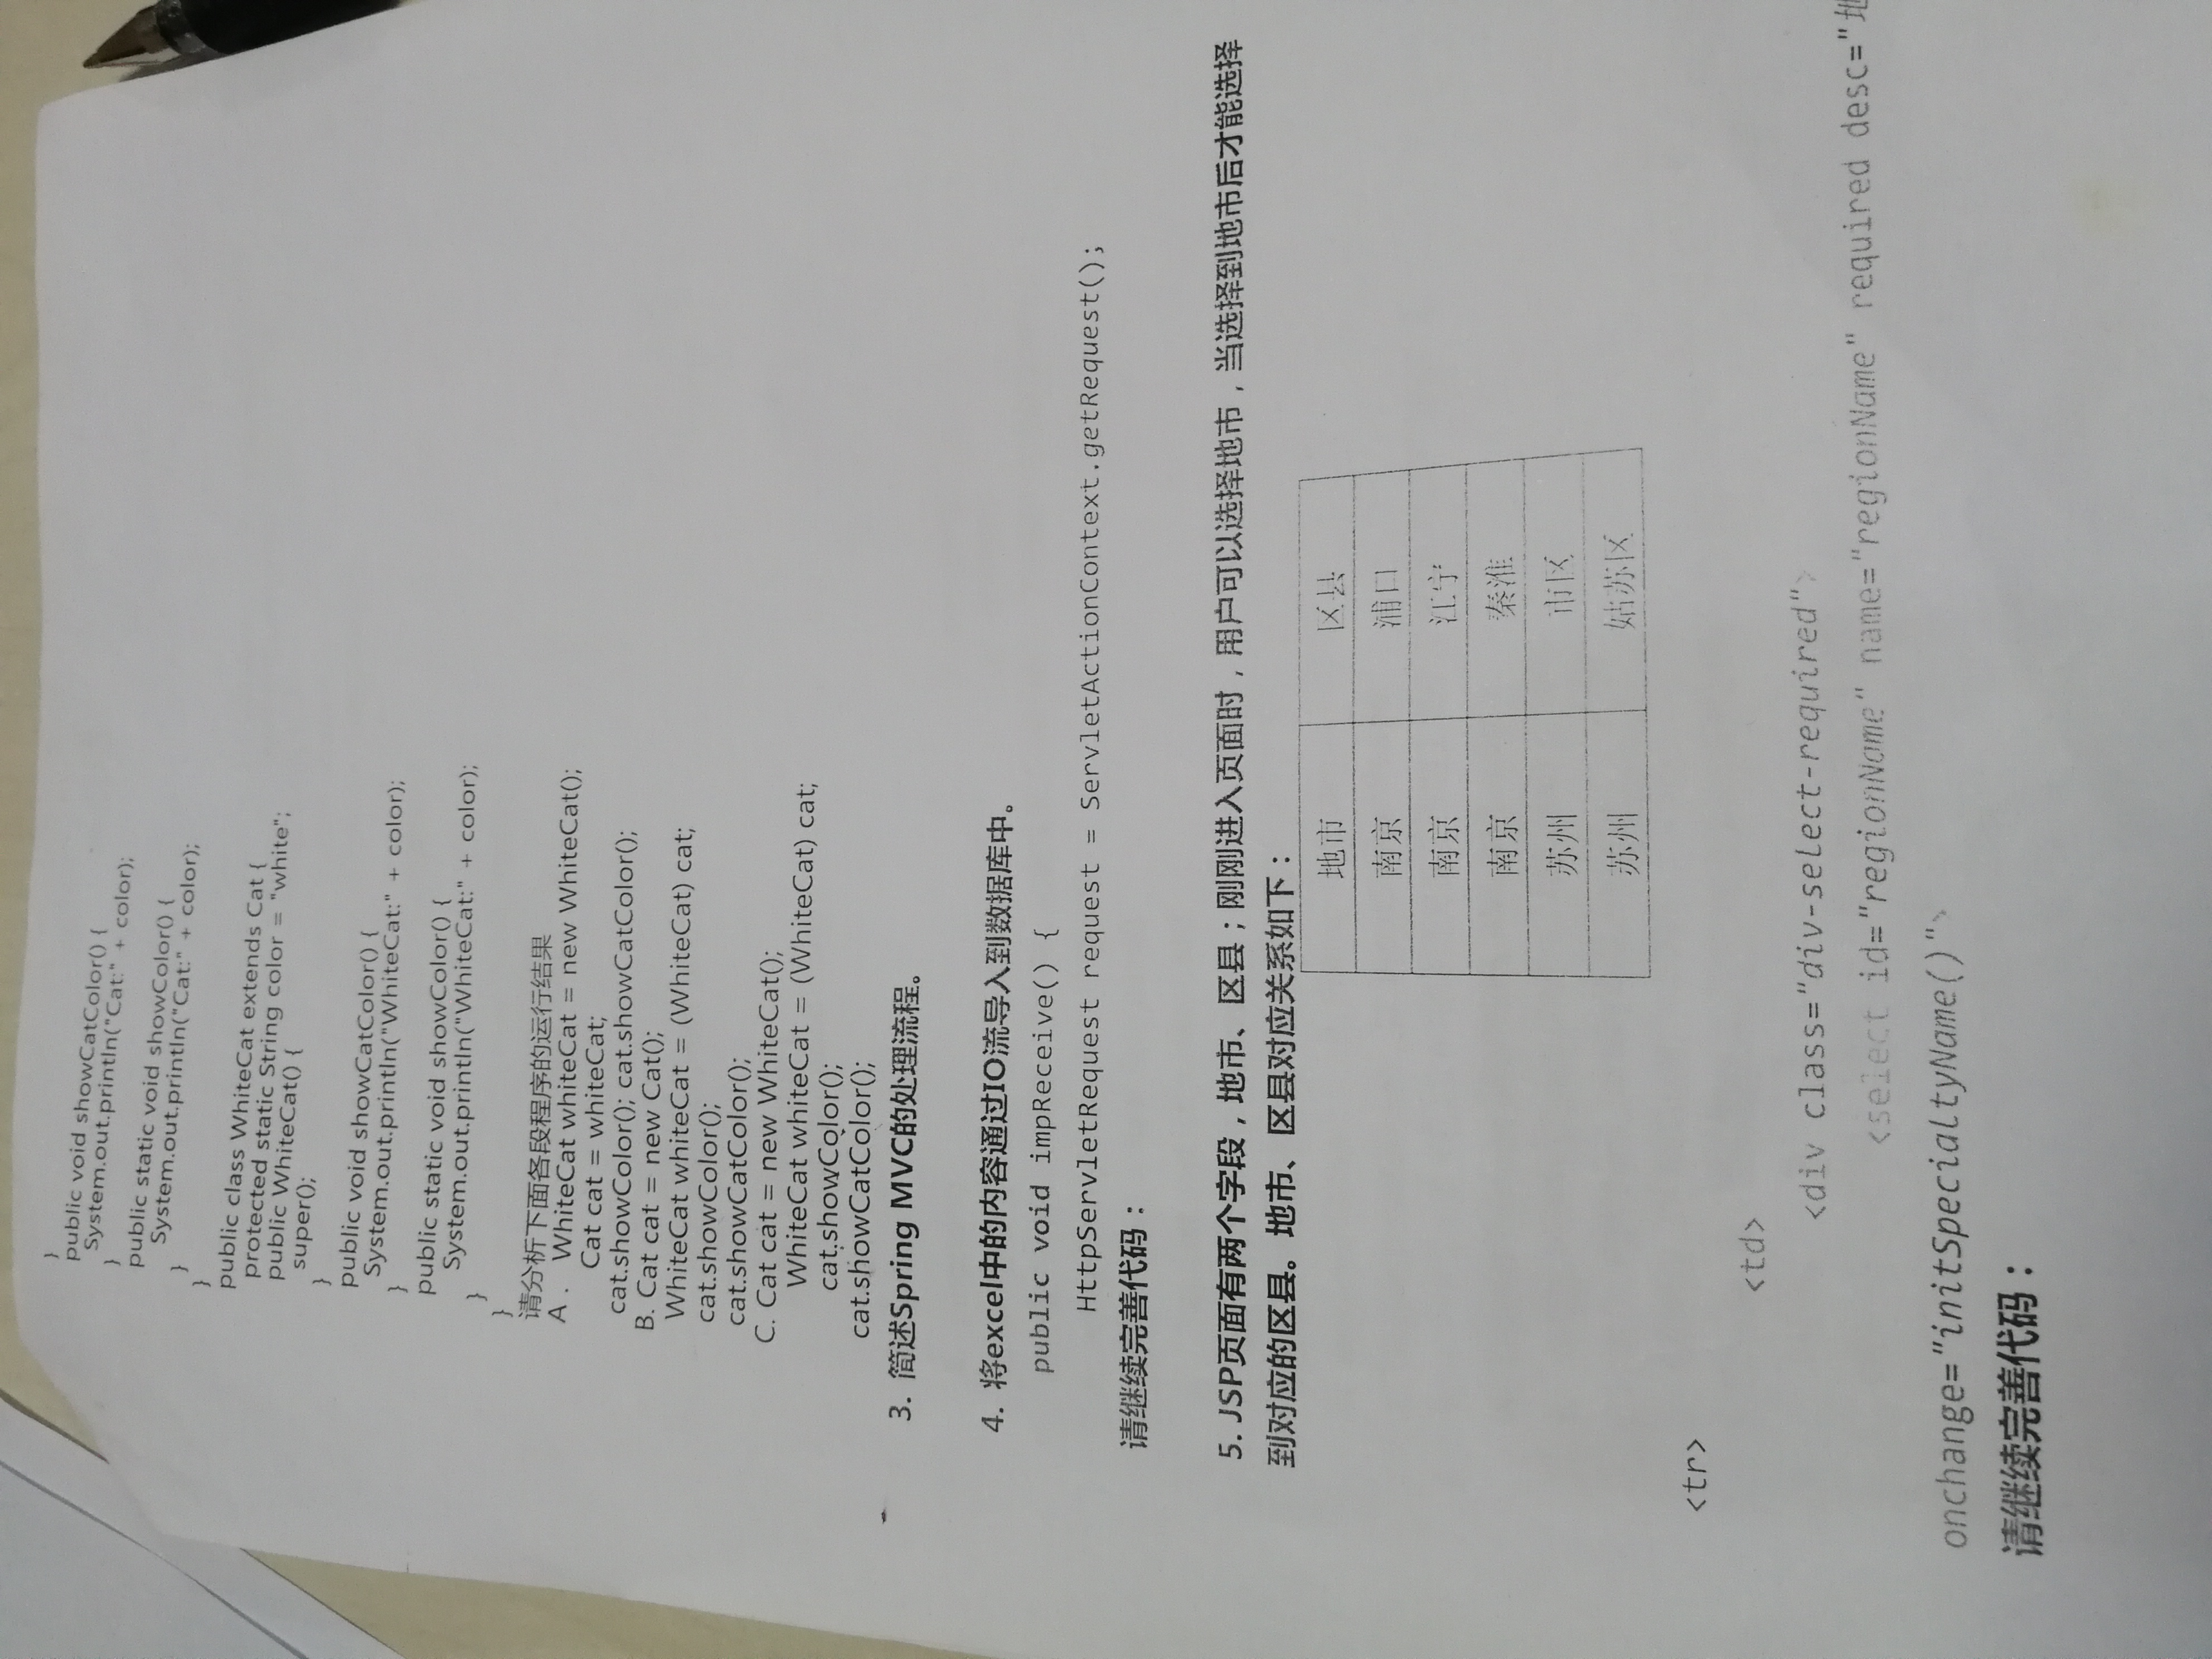 }
public void showCatColor() {
System.out.println("Cat:" + color);
}
public static void showColor() {
System.out.println("Cat:" + color);
}
}
public class WhiteCat extends Cat {
protected static String color = "white";
public WhiteCat() {
super();
}
public void showCatColor() {
System.out.println("WhiteCat:" + color);
}
public static void showColor() {
System.out.println("WhiteCat:" + color);
}
}
请分析下面各段程序的运行结果
A . WhiteCat whiteCat = new WhiteCat();
Cat cat = whiteCat;
cat.showColor(); cat.showCatColor();
B. Cat cat = new Cat();
WhiteCat whiteCat = (WhiteCat) cat;
cat.showColor();
cat.showCatColor();
C. Cat cat = new WhiteCat();
WhiteCat whiteCat = (WhiteCat) cat;
cat.showColor();
cat.showCatColor();
3. 简述Spring MVC的处理流程。
4. 将excel中的内容通过IO流导入到数据库中。
public void impReceive() {
HttpServletRequest request = ServletActionContext.getRequest();
请继续完善代码：
5. JSP页面有两个字段，地市、区县；刚刚进入页面时，用户可以选择地市，当选择到地市后才能选择
到对应的区县。地市、区县对应关系如下：
地市 区县
南京 浦口
南京 江宁
南京 秦淮
苏州 市区
苏州 姑苏区
<tr>
<td>
<div class="div-select-required">
<select id="regionName" name="regionName" required desc="地
onchange="initSpecialtyName()">
请继续完善代码：